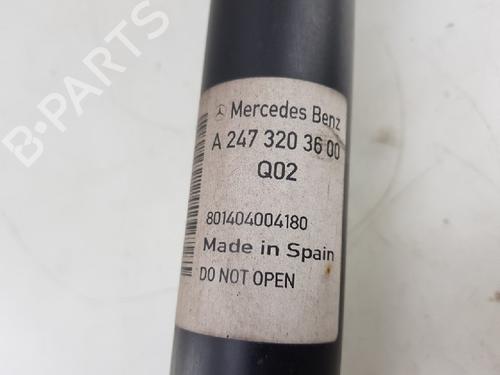 Mercedes Benz
A 247 320 36 00
Q02
801404004180
Made in Spain
DO NOT OPEN
B-PARTS